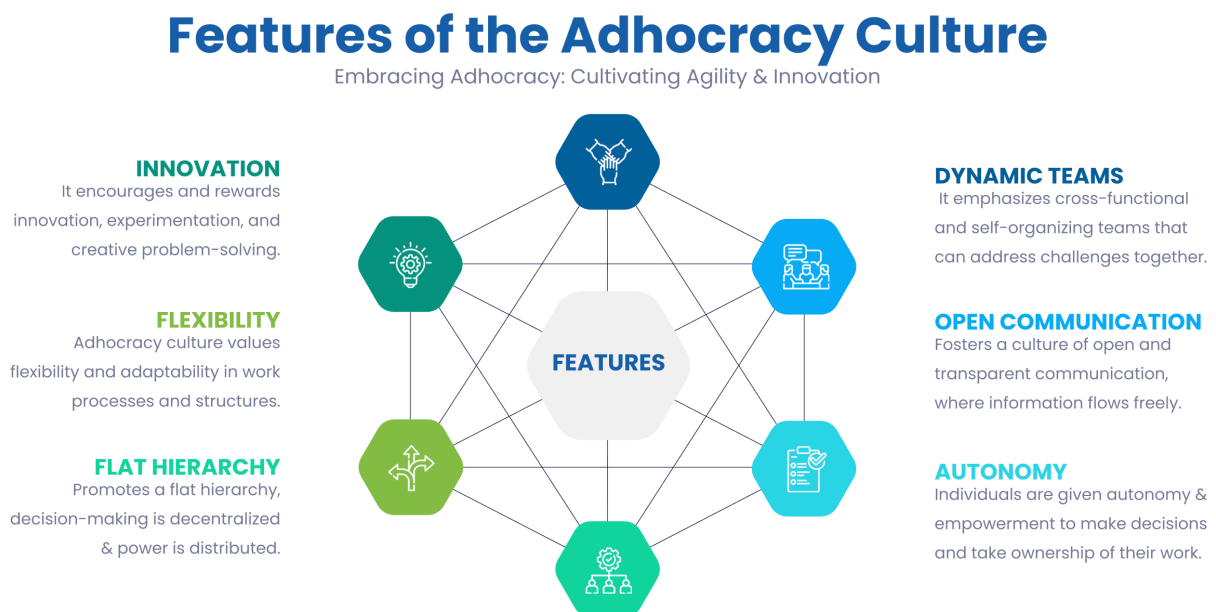 Features of the Adhocracy Culture
Embracing Adhocracy: Cultivating Agility & Innovation
INNOVATION
It encourages and rewards
innovation, experimentation, and
creative problem-solving.
FLEXIBILITY
Adhocracy culture values
flexibility and adaptability in work
processes and structures.
FLAT HIERARCHY
Promotes a flat hierarchy,
decision-making is decentralized
& power is distributed.
FEATURES
DYNAMIC TEAMS
It emphasizes cross-functional
and self-organizing teams that
can address challenges together.
OPEN COMMUNICATION
Fosters a culture of open and
transparent communication,
where information flows freely.
AUTONOMY
Individuals are given autonomy &
empowerment to make decisions
and take ownership of their work.